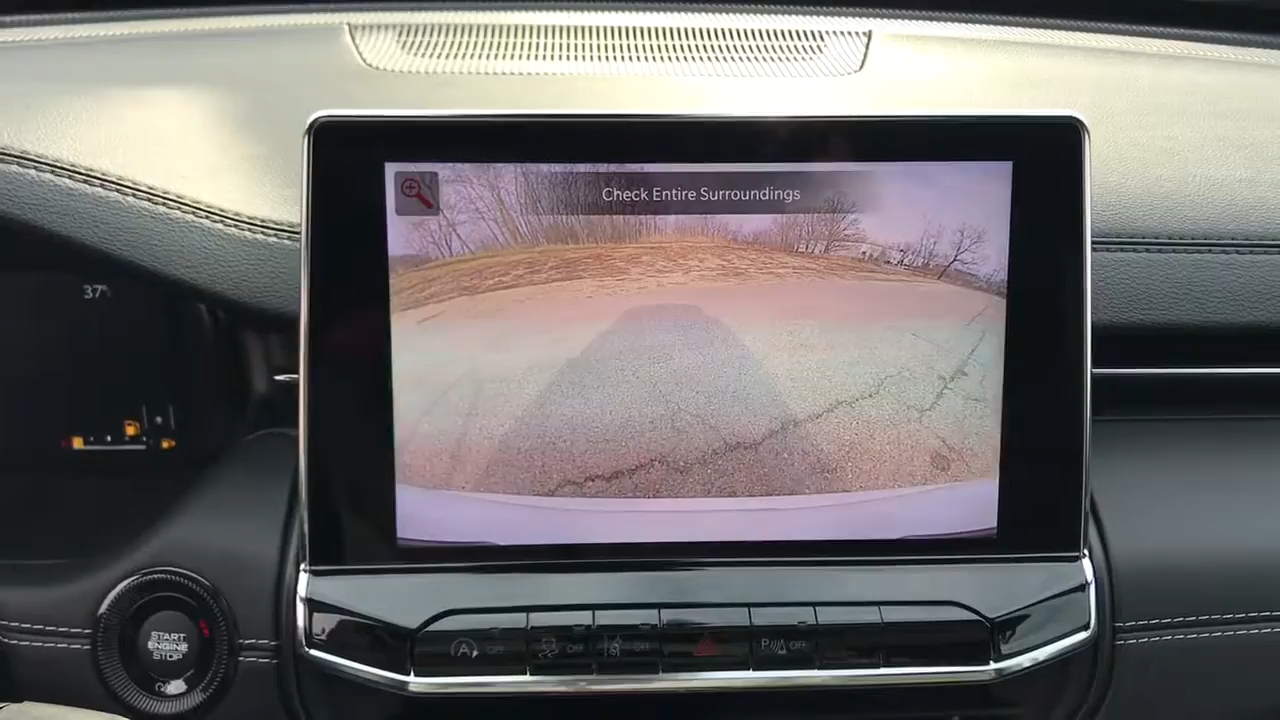 Check Entire Surroundings
37°
OFF
OFF
OFF
P OFF
START
ENGINE
STOP